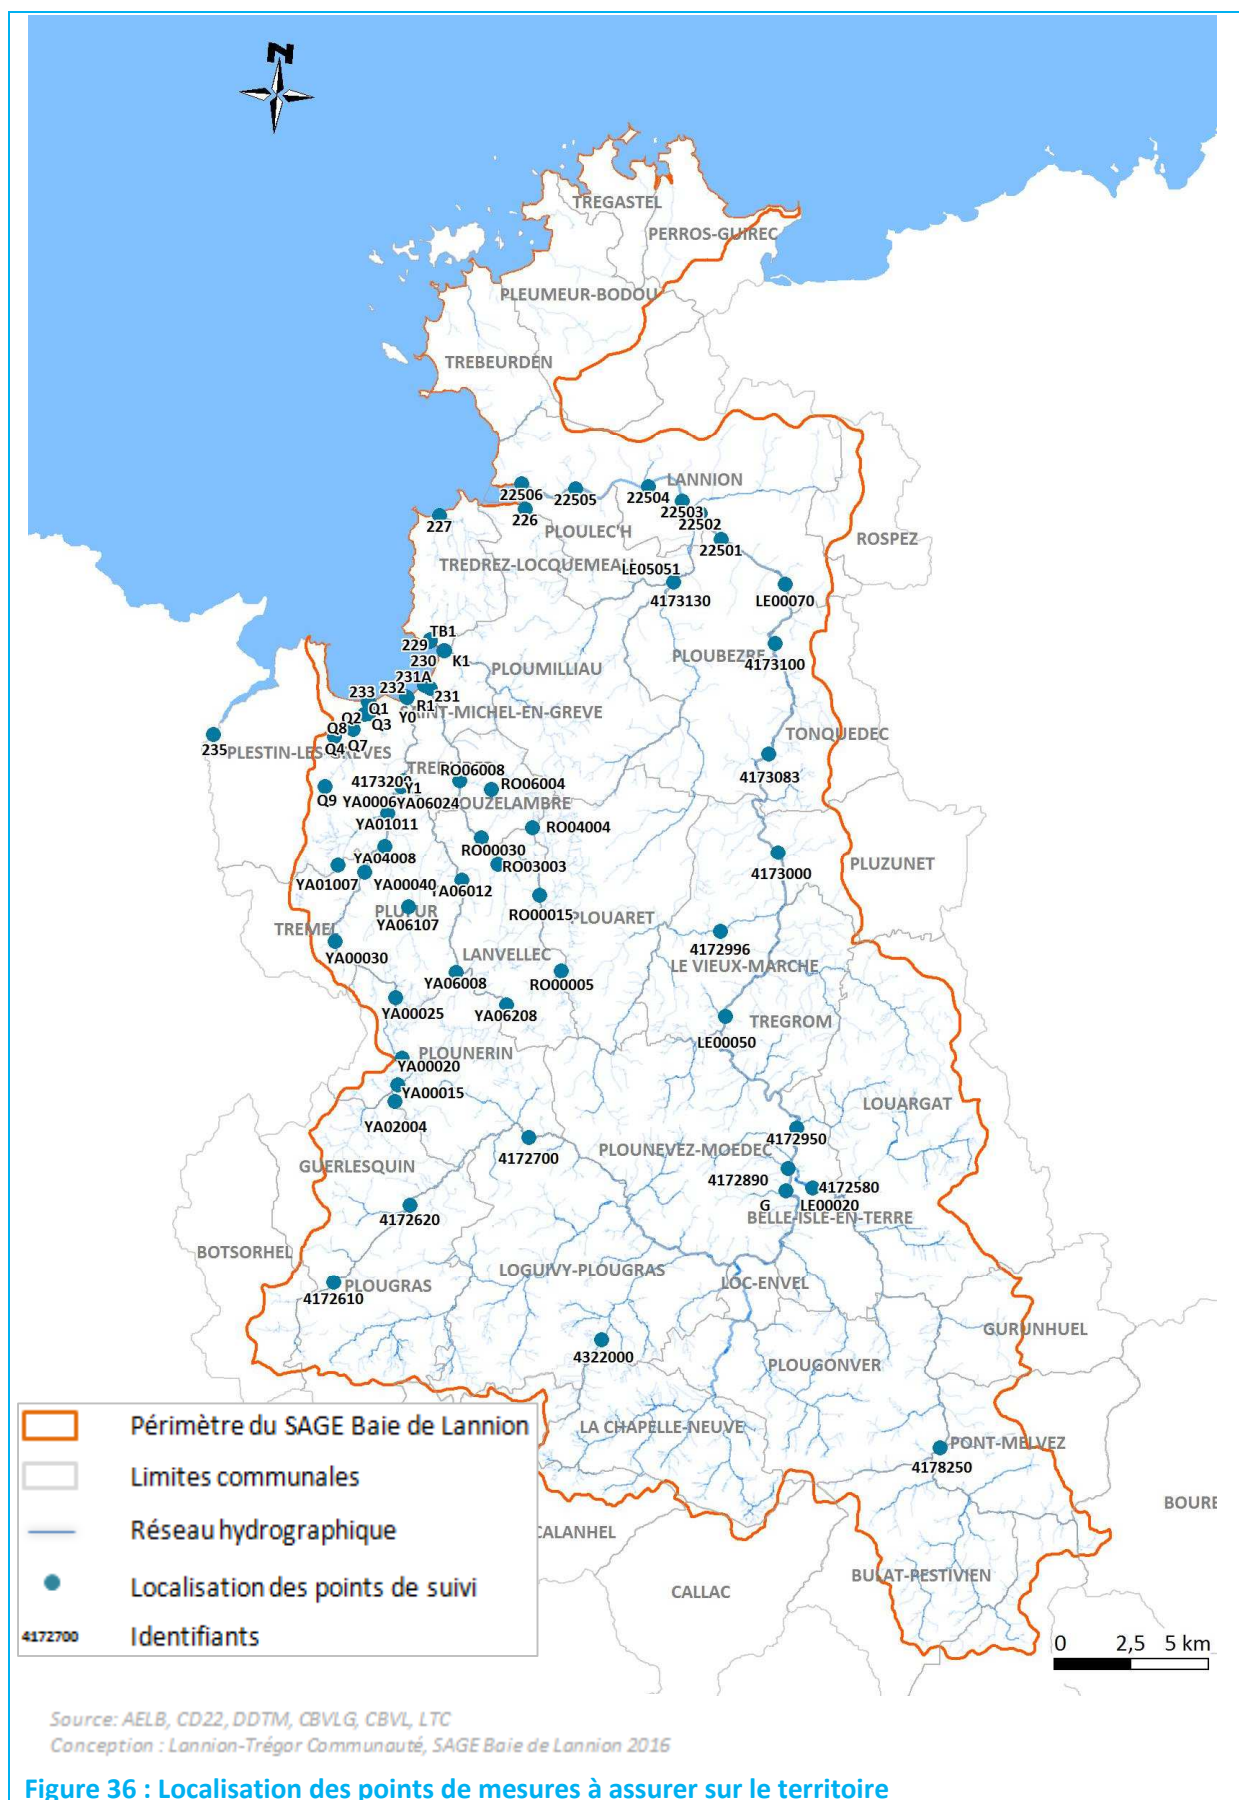 N
TREGASTEL
PERROS-GUIREC
PLEUMEUR-BODOU
TREBEURDEN
LANNION
22506
22505
22504
22503
226
227
22502
PLOULEC'H
22501
ROSPEZ
TREDREZ-LOCQUEMEAU
LE05051
4173130
LE00070
TB1
229
230
K1
PLOUMILLIAU
PLOUBEZRE
4173100
231A
232
233
231
R1
Q1
Y0
SAINT-MICHEL-EN-GREVE
Q2
Q3
Q8
Q4
Q7
235
PLESTIN-LES-GREVES
TONQUEDEC
4173083
RO06008
4173200
Y1
RO06004
Q9
YA0006
YA06024
OUZELAMBRE
YA01011
RO04004
RO00030
YA04008
RO03003
PLUZUNET
4173000
YA01007
YA00040
YA06012
RO00015
PLUFUR
YA06107
PLOUARET
TREMEL
4172996
YA00030
LANVELLEC
LE VIEUX-MARCHE
YA06008
RO00005
YA00025
YA06208
TREGROM
LE00050
PLOUNERIN
YA00020
YA00015
LOUARGAT
YA02004
4172950
4172700
PLOUNEVEZ-MOEDEC
GUERLESQUIN
4172890
4172580
G
LE00020
4172620
BELLE-ISLE-EN-TERRE
BOTSORHEL
LOGUIVY-PLOUGRAS
LOC-ENVEL
PLOUGRAS
4172610
GURUNHUEL
4322000
PLOUGONVER
LA CHAPELLE-NEUVE
PONT-MELVEZ
4178250
BOURE
CALANHEL
BULAT-PESTIVIEN
CALLAC
Périmètre du SAGE Baie de Lannion
Limites communales
Réseau hydrographique
Localisation des points de suivi
4172700 Identifiants
0 2,5 5 km
Source: AELB, CD22, DDTM, CBVLG, CBVL, LTC
Conception : Lannion-Trégor Communauté, SAGE Baie de Lannion 2016
Figure 36 : Localisation des points de mesures à assurer sur le territoire